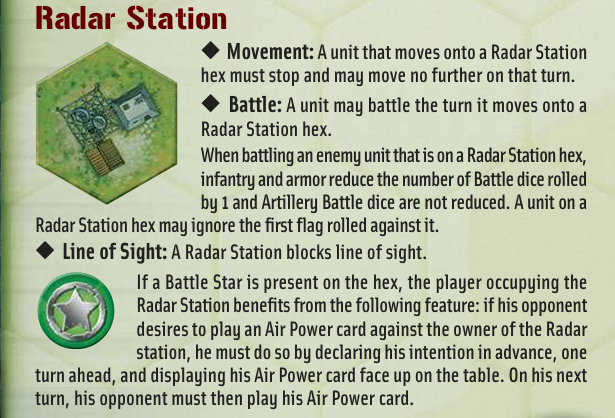 Radar Station
◆ Movement: A unit that moves onto a Radar Station
hex must stop and may move no further on that turn.
◆ Battle: A unit may battle the turn it moves onto a
Radar Station hex.
When battling an enemy unit that is on a Radar Station hex,
infantry and armor reduce the number of Battle dice rolled
by 1 and Artillery Battle dice are not reduced. A unit on a
Radar Station hex may ignore the first flag rolled against it.
◆ Line of Sight: A Radar Station blocks line of sight.
If a Battle Star is present on the hex, the player occupying the
Radar Station benefits from the following feature: if his opponent
desires to play an Air Power card against the owner of the Radar
station, he must do so by declaring his intention in advance, one
turn ahead, and displaying his Air Power card face up on the table. On his next
turn, his opponent must then play his Air Power card.